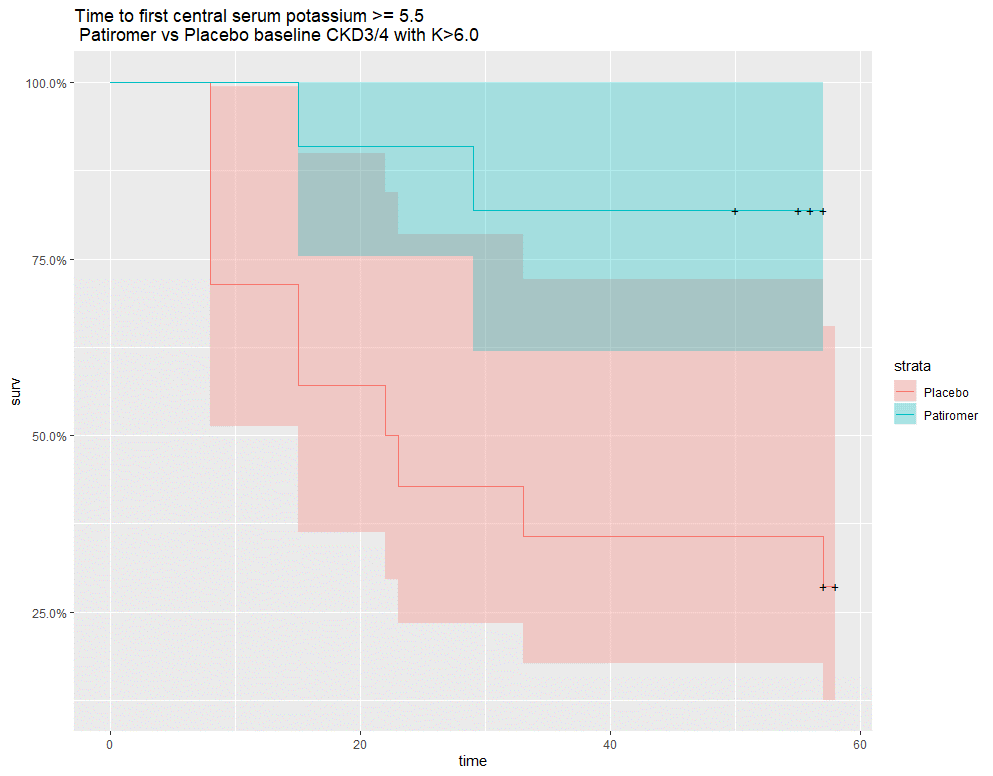 Time to first central serum potassium >= 5.5
Patiromer vs Placebo baseline CKD3/4 with K>6.0
100.0%
75.0%
50.0%
25.0%
surv
0
20
40
60
time
strata
Placebo
Patiromer